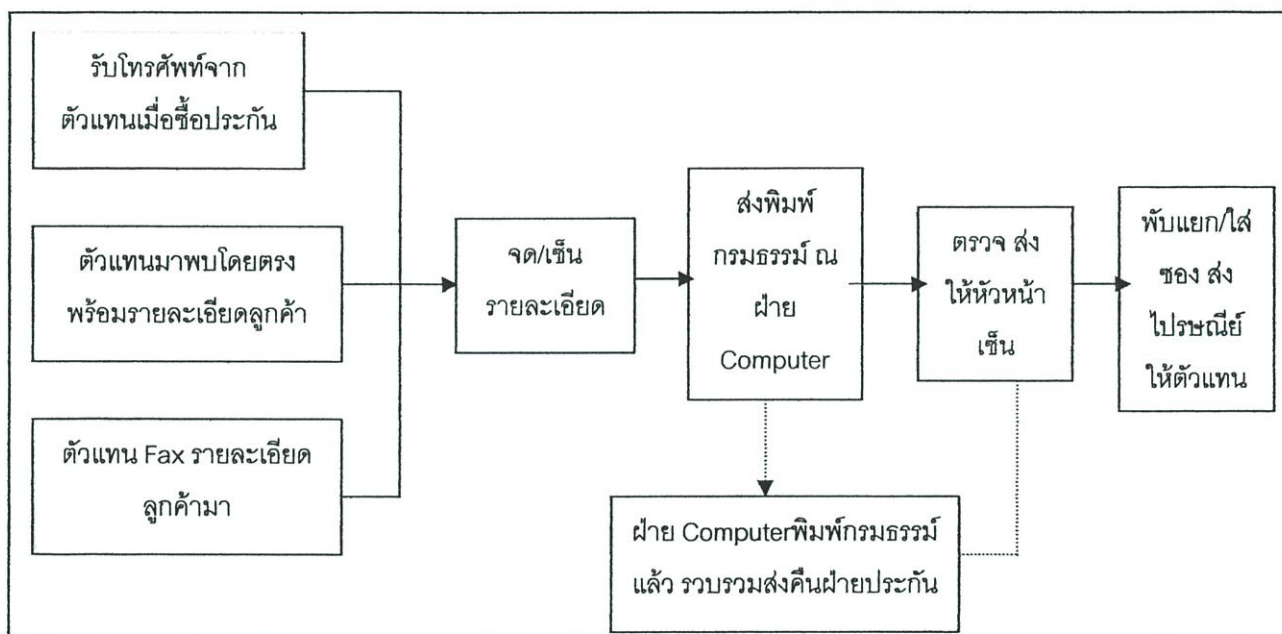 รับโทรศัพท์จาก
ตัวแทนเมื่อซื้อประกัน
ตัวแทนมาพบโดยตรง
พร้อมรายละเอียดลูกค้า
ตัวแทน Fax รายละเอียด
ลูกค้ามา
จด/เซ็น
รายละเอียด
ส่งพิมพ์
กรมธรรม์ ณ
ฝ่าย
Computer
ฝ่าย Computerพิมพ์กรมธรรม์
แล้ว รวบรวมส่งคืนฝ่ายประกัน
ตรวจ ส่ง
ให้หัวหน้า
เซ็น
พับแยก/ใส่
ซอง ส่ง
ไปรษณีย์
ให้ตัวแทน